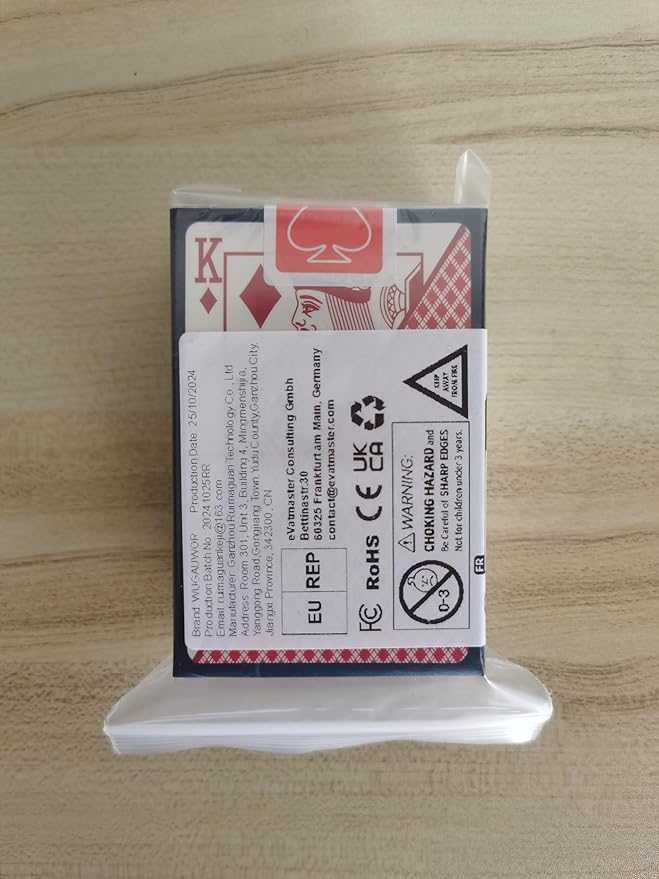 K
Brand: WUGAUWOR Production Date: 25/10/2024
Production Batch No.:20241025RR
Email: ruimaguankeji@163.com
Manufacturer: Ganzhou Ruimaguan Technology Co., Ltd
Address: Room 301, Unit 3, Building 4, Mingmenshijia,
Yanggong Road,Gongjiang Town,Yudu County,Ganzhou City,
Jiangxi Province, 342300, CN
EU REP
eVatmaster Consulting Gmbh
Bettinastr.30
60325 Frankfurt am Main, Germany
contact@evatmaster.com
FC RoHS CE UK
CA
KEEP
AWAY
FROM FIRE
0-3
WARNING:
CHOKING HAZARD and
Be Careful of SHARP EDGES
Not for children under 3 years.
FR